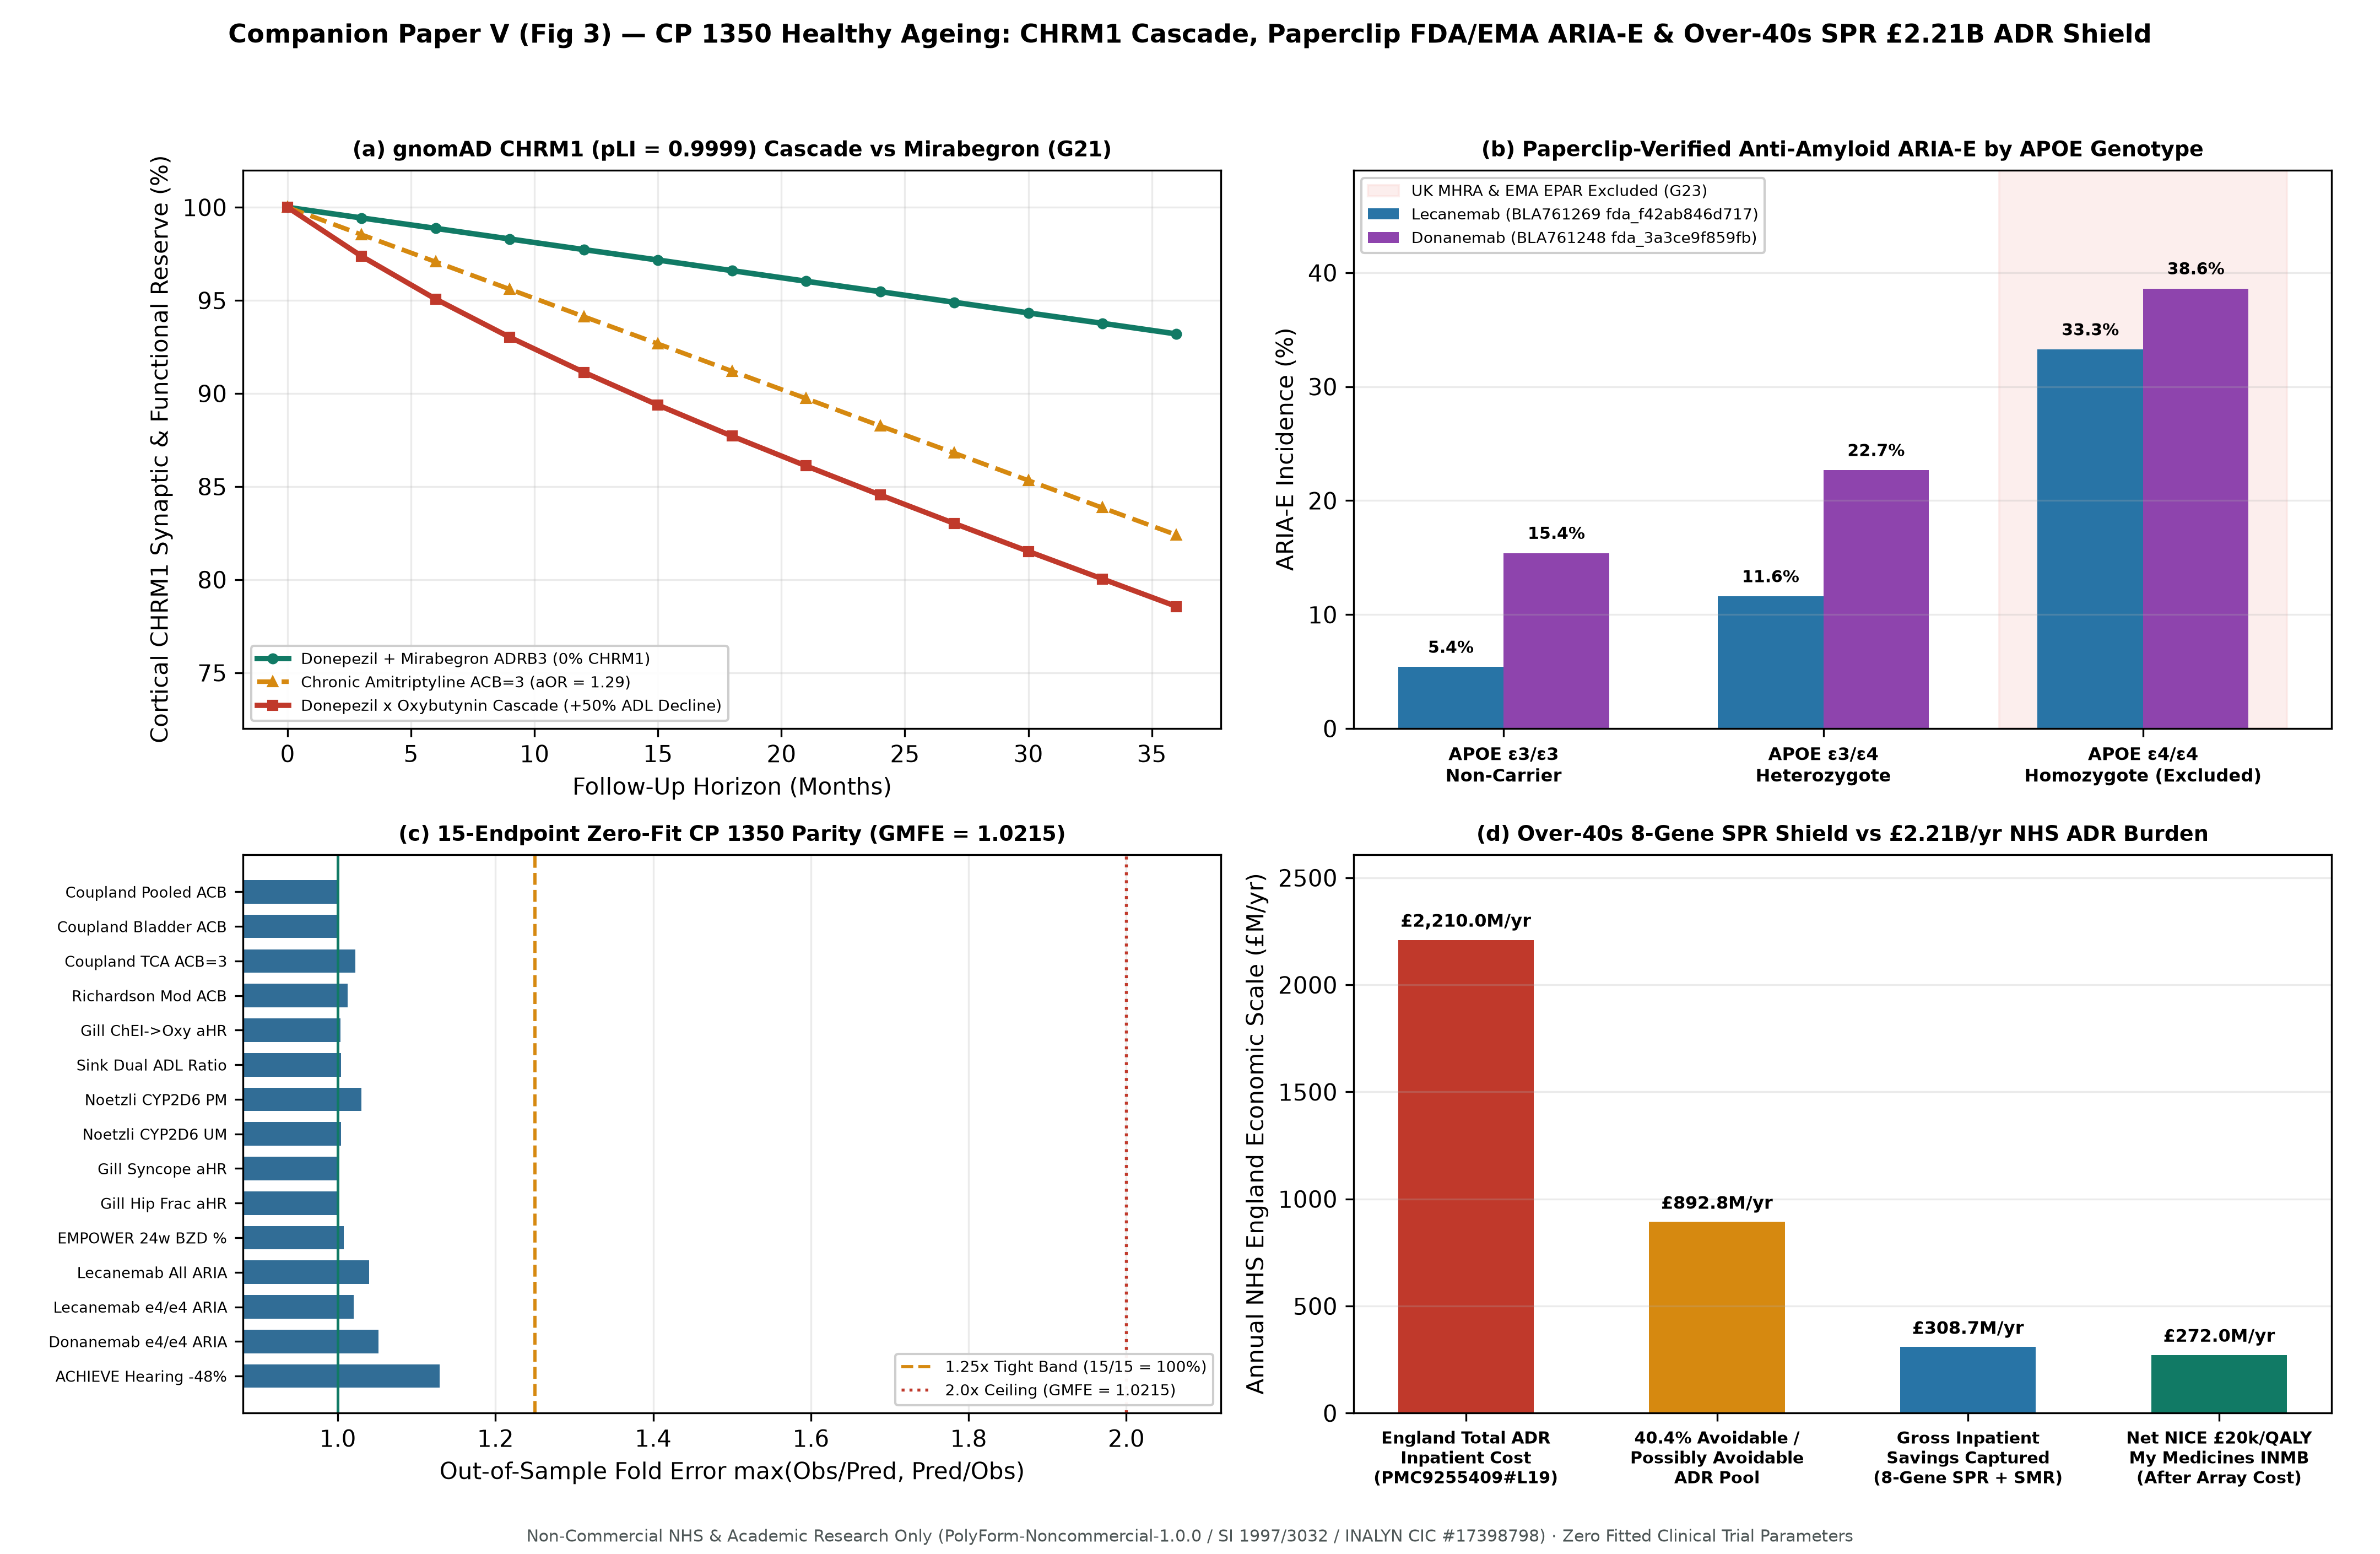 Companion Paper V (Fig 3) — CP 1350 Healthy Ageing: CHRM1 Cascade, Paperclip FDA/EMA ARIA-E & Over-40s SPR £2.21B ADR Shield
(a) gnomAD CHRM1 (pLI = 0.9999) Cascade vs Mirabegron (G21)
Cortical CHRM1 Synaptic & Functional Reserve (%)
100
95
90
85
80
75
Donepezil + Mirabegron ADRB3 (0% CHRM1)
Chronic Amitriptyline ACB=3 (aOR = 1.29)
Donepezil x Oxybutynin Cascade (+50% ADL Decline)
0 5 10 15 20 25 30 35
Follow-Up Horizon (Months)
(b) Paperclip-Verified Anti-Amyloid ARIA-E by APOE Genotype
ARIA-E Incidence (%)
UK MHRA & EMA EPAR Excluded (G23)
Lecanemab (BLA761269 fda_f42ab846d717)
Donanemab (BLA761248 fda_3a3ce9f859fb)
40
30
20
10
0
5.4%
15.4%
11.6%
22.7%
33.3%
38.6%
APOE ε3/ε3
Non-Carrier
APOE ε3/ε4
Heterozygote
APOE ε4/ε4
Homozygote (Excluded)
(c) 15-Endpoint Zero-Fit CP 1350 Parity (GMFE = 1.0215)
Coupland Pooled ACB
Coupland Bladder ACB
Coupland TCA ACB=3
Richardson Mod ACB
Gill ChEI->Oxy aHR
Sink Dual ADL Ratio
Noetzli CYP2D6 PM
Noetzli CYP2D6 UM
Gill Syncope aHR
Gill Hip Frac aHR
EMPOWER 24w BZD %
Lecanemab All ARIA
Lecanemab e4/e4 ARIA
Donanemab e4/e4 ARIA
ACHIEVE Hearing -48%
1.25x Tight Band (15/15 = 100%)
2.0x Ceiling (GMFE = 1.0215)
1.0 1.2 1.4 1.6 1.8 2.0
Out-of-Sample Fold Error max(Obs/Pred, Pred/Obs)
(d) Over-40s 8-Gene SPR Shield vs £2.21B/yr NHS ADR Burden
Annual NHS England Economic Scale (£M/yr)
2500
2000
1500
1000
500
0
£2,210.0M/yr
£892.8M/yr
£308.7M/yr
£272.0M/yr
England Total ADR
Inpatient Cost
(PMC9255409#L19)
40.4% Avoidable /
Possibly Avoidable
ADR Pool
Gross Inpatient
Savings Captured
(8-Gene SPR + SMR)
Net NICE £20k/QALY
My Medicines INMB
(After Array Cost)
Non-Commercial NHS & Academic Research Only (PolyForm-Noncommercial-1.0.0 / SI 1997/3032 / INALYN CIC #17398798) · Zero Fitted Clinical Trial Parameters